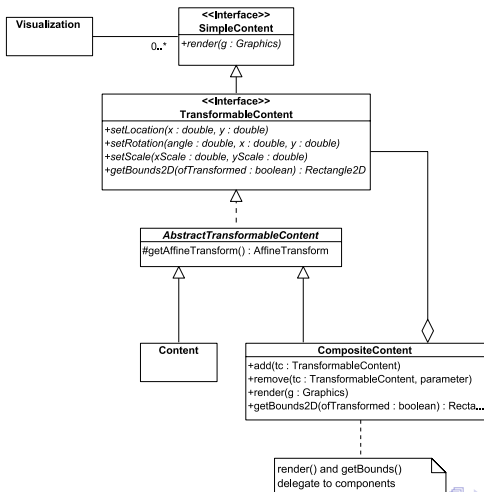 <<Interface>>
SimpleContent
+render(g : Graphics)
Visualization
0..*
<<Interface>>
TransformableContent
+setLocation(x : double, y : double)
+setRotation(angle : double, x : double, y : double)
+setScale(xScale : double, yScale : double)
+getBounds2D(ofTransformed : boolean) : Rectangle2D
AbstractTransformableContent
#getAffineTransform() : AffineTransform
Content
CompositeContent
+add(tc : TransformableContent)
+remove(tc : TransformableContent, parameter)
+render(g : Graphics)
+getBounds2D(ofTransformed : boolean) : Recta...
render() and getBounds()
delegate to components